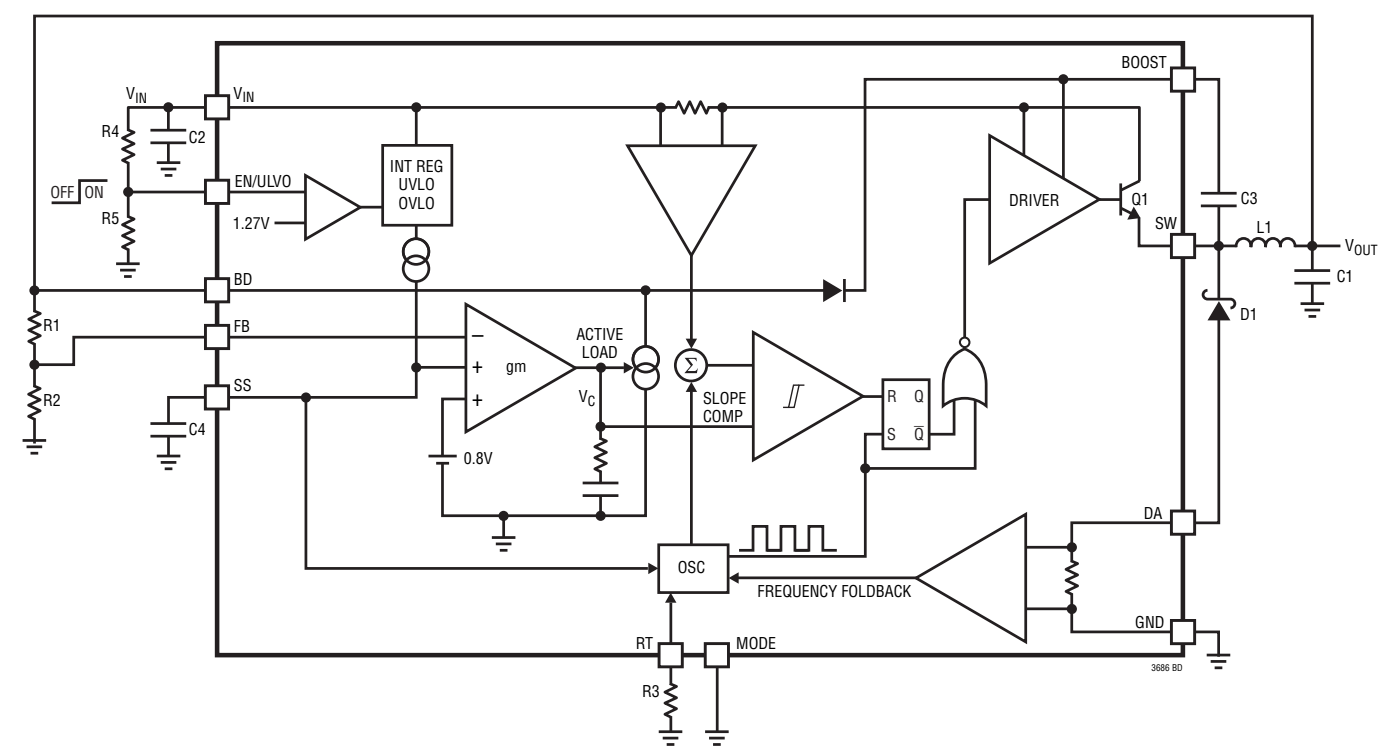 BOOST
VIN
VIN
R4
C2
INT REG
UVLO
OVLO
OFF
ON
EN/ULVO
DRIVER
Q1
C3
R5
1.27V
SW
L1
VOUT
BD
C1
R1
FB
D1
ACTIVE
LOAD
gm
−
+
+
Σ
SS
R2
VC
SLOPE
COMP
R
Q
S
Q̅
C4
0.8V
DA
OSC
FREQUENCY FOLDBACK
GND
RT
MODE
3686 BD
R3